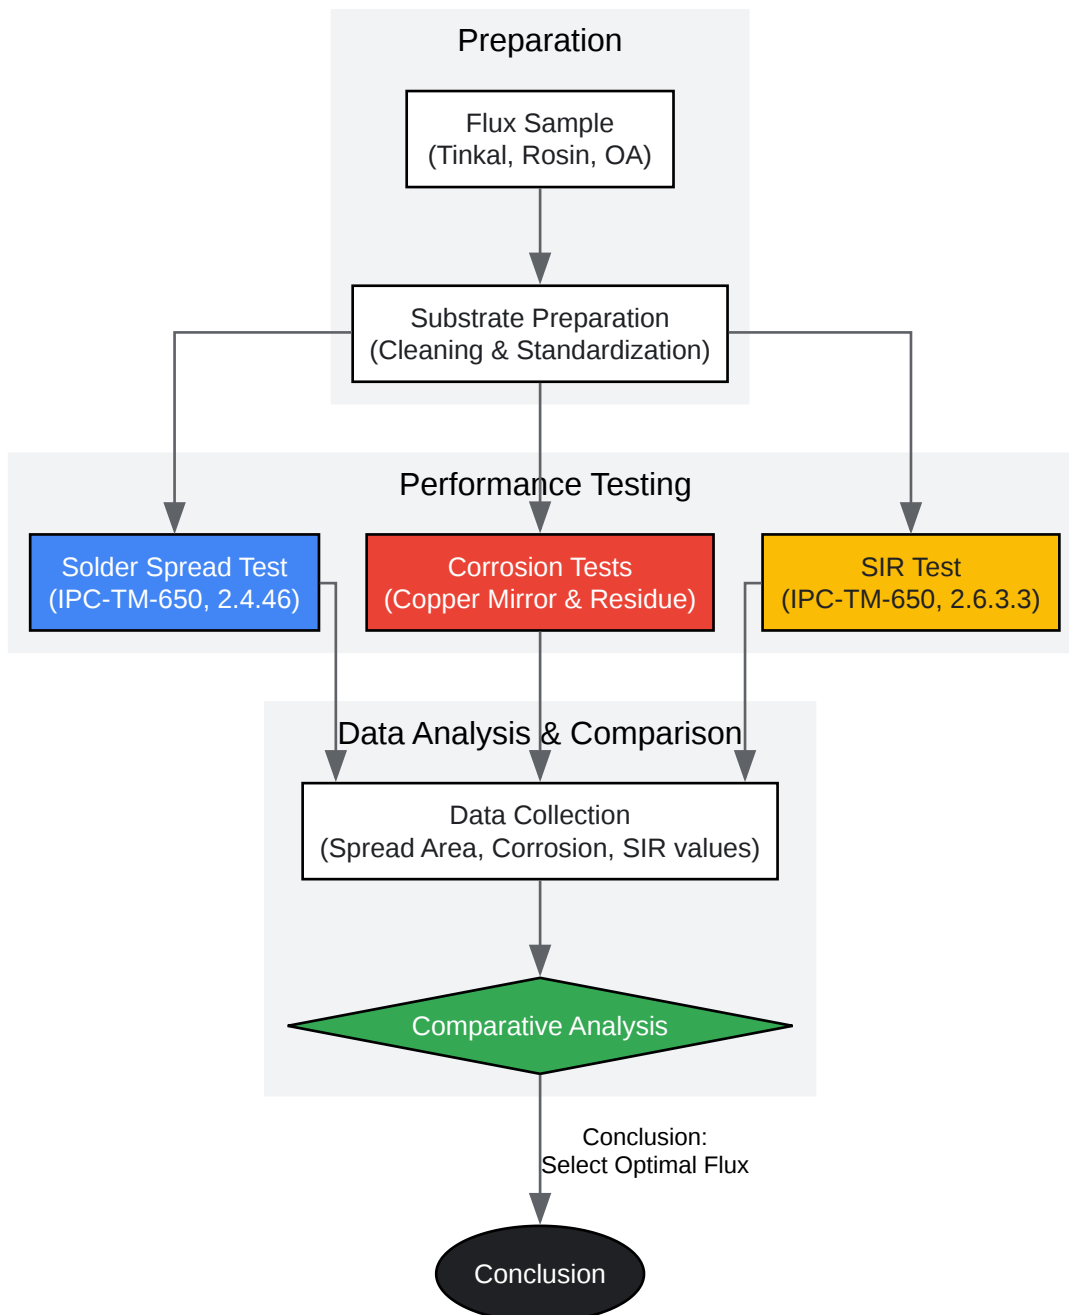 Preparation
Flux Sample
(Tinkal, Rosin, OA)
Substrate Preparation
(Cleaning & Standardization)
Performance Testing
Solder Spread Test
(IPC-TM-650, 2.4.46)
Corrosion Tests
(Copper Mirror & Residue)
SIR Test
(IPC-TM-650, 2.6.3.3)
Data Analysis & Comparison
Data Collection
(Spread Area, Corrosion, SIR values)
Comparative Analysis
Conclusion:
Select Optimal Flux
Conclusion